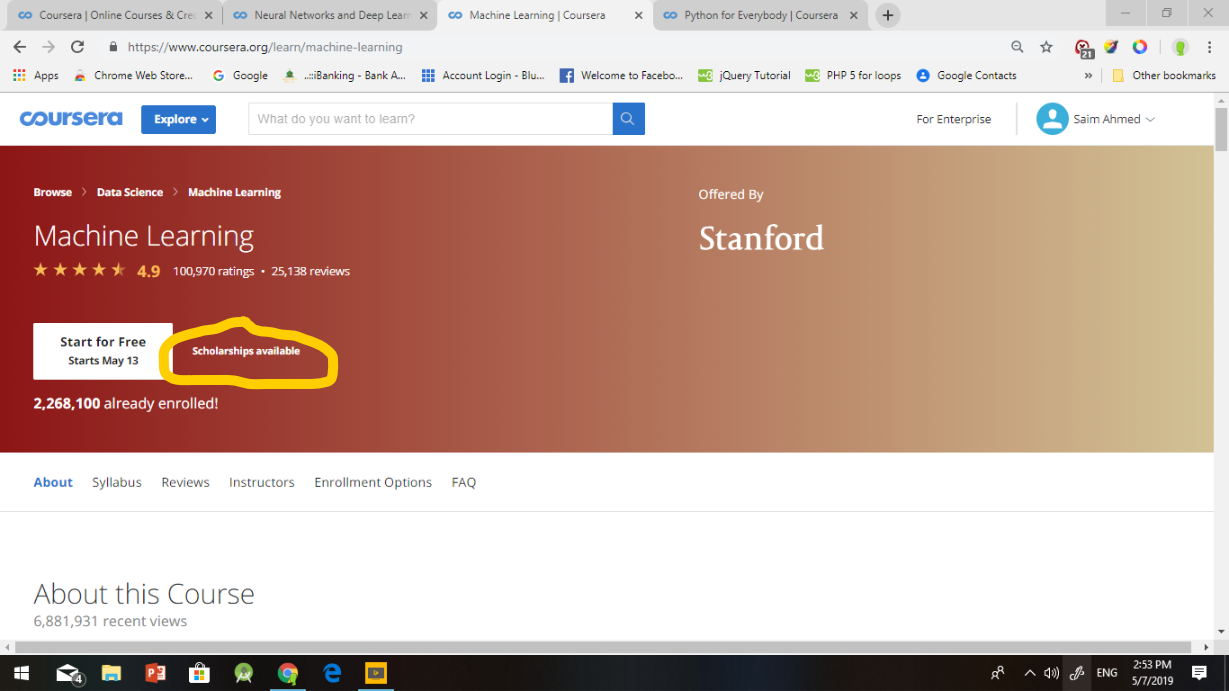 Coursera | Online Courses & Cre
Neural Networks and Deep Learn
Machine Learning | Coursera
Python for Everybody | Coursera
https://www.coursera.org/learn/machine-learning
21
Apps
Chrome Web Store...
Google
..::iBanking - Bank A...
Account Login - Blu...
Welcome to Facebo...
jQuery Tutorial
PHP 5 for loops
Google Contacts
»
Other bookmarks
coursera
Explore
What do you want to learn?
For Enterprise
Saim Ahmed
Browse > Data Science > Machine Learning
Offered By
Machine Learning
Stanford
4.9 100,970 ratings • 25,138 reviews
Start for Free
Starts May 13
Scholarships available
2,268,100 already enrolled!
About
Syllabus
Reviews
Instructors
Enrollment Options
FAQ
About this Course
6,881,931 recent views
4
ENG
2:53 PM
5/7/2019